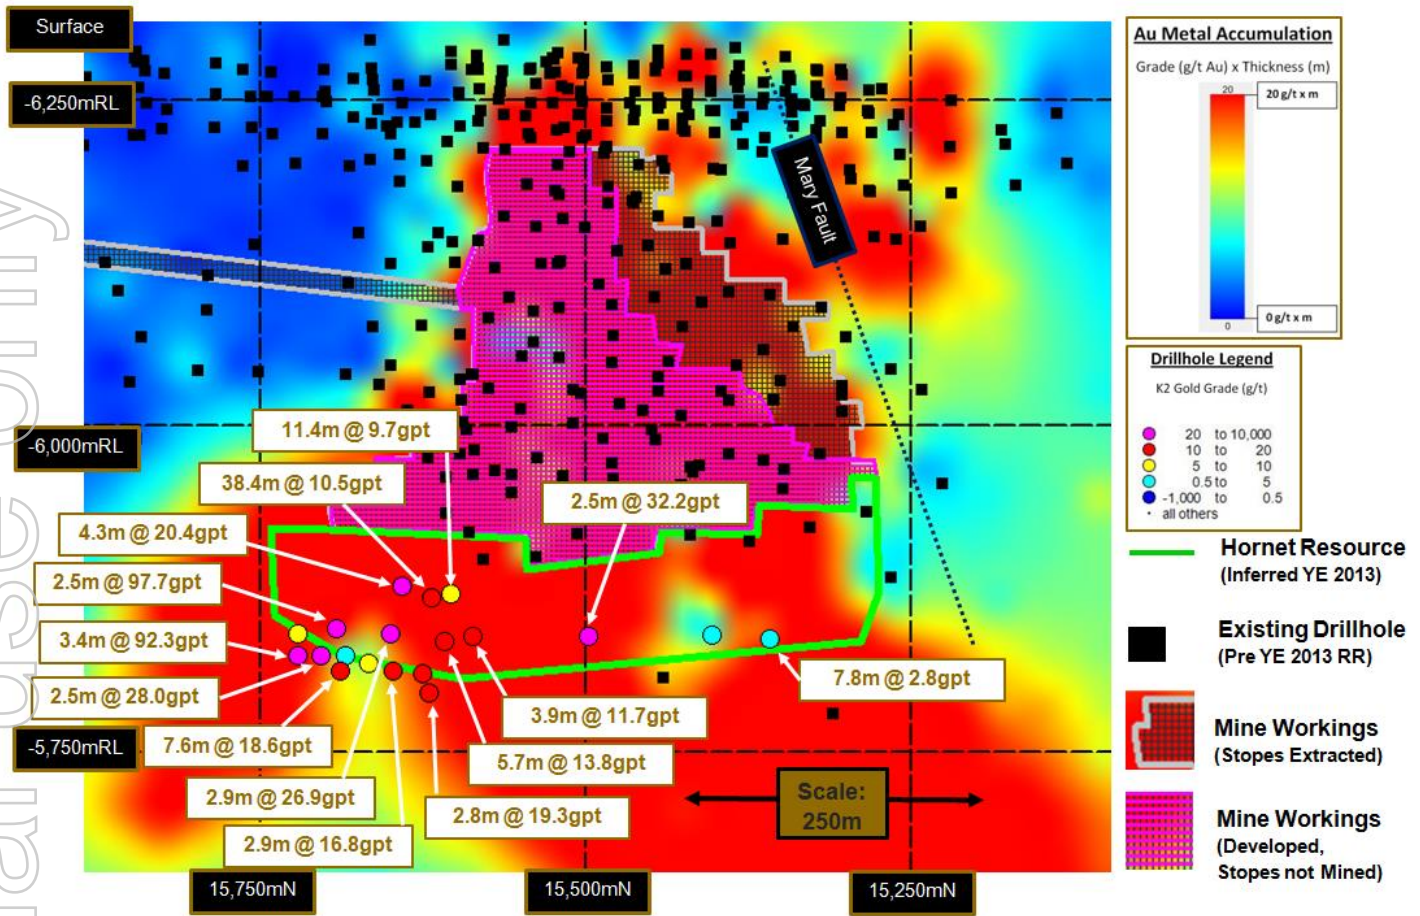 Surface
-6,250mRL
-6,000mRL
-5,750mRL
Mary Fault
11.4m @ 9.7gpt
38.4m @ 10.5gpt
2.5m @ 32.2gpt
4.3m @ 20.4gpt
2.5m @ 97.7gpt
3.4m @ 92.3gpt
2.5m @ 28.0gpt
7.6m @ 18.6gpt
2.9m @ 26.9gpt
2.9m @ 16.8gpt
2.8m @ 19.3gpt
5.7m @ 13.8gpt
3.9m @ 11.7gpt
7.8m @ 2.8gpt
Scale:
250m
15,750mN
15,500mN
15,250mN
Au Metal Accumulation
Grade (g/t Au) x Thickness (m)
20
20 g/t x m
0 g/t x m
0
Drillhole Legend
K2 Gold Grade (g/t)
20 to 10,000
10 to 20
5 to 10
0.5 to 5
-1,000 to 0.5
all others
Hornet Resource
(Inferred YE 2013)
Existing Drillhole
(Pre YE 2013 RR)
Mine Workings
(Stopes Extracted)
Mine Workings
(Developed,
Stopes not Mined)
use only